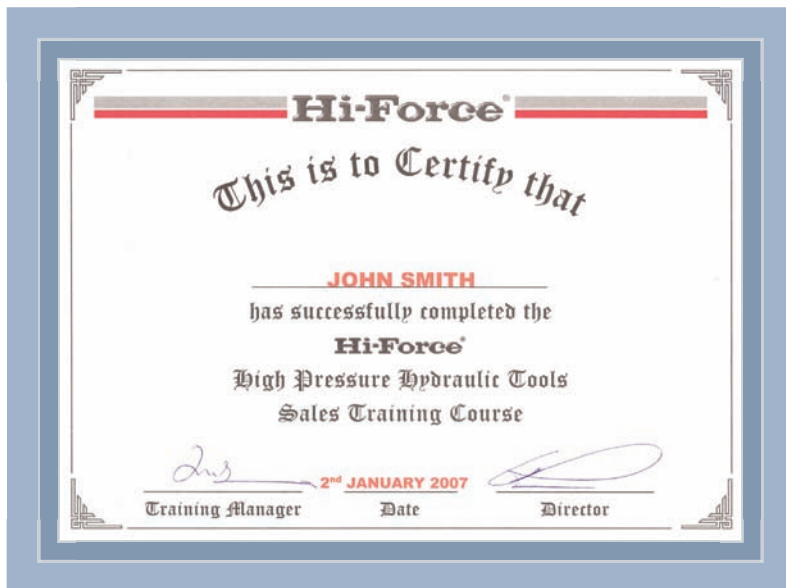 Hi-Force®
This is to Certify that
JOHN SMITH
has successfully completed the
Hi-Force®
High Pressure Hydraulic Tools
Sales Training Course
2nd JANUARY 2007
Training Manager Date Director